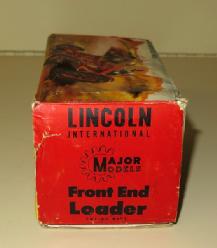 LINCOLN
INTERNATIONAL
MAJOR
MODELS
Front End
Loader